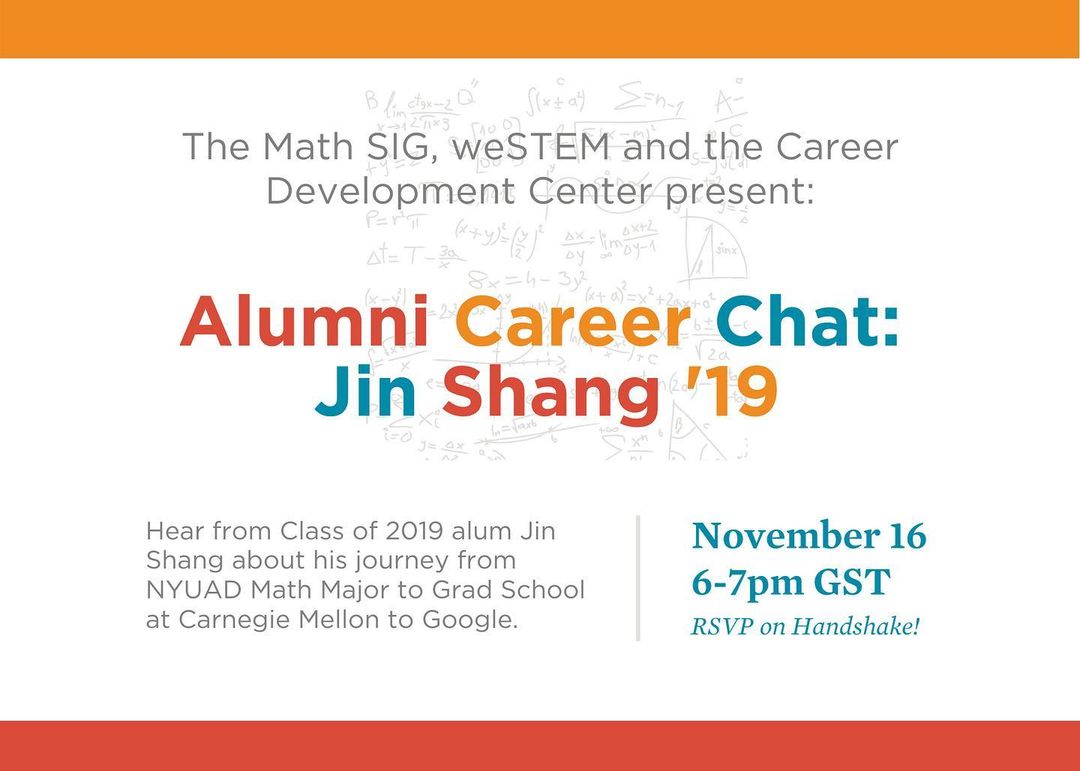 The Math SIG, weSTEM and the Career
Development Center present:
Alumni Career Chat:
Jin Shang '19
Hear from Class of 2019 alum Jin
Shang about his journey from
NYUAD Math Major to Grad School
at Carnegie Mellon to Google.
November 16
6-7pm GST
RSVP on Handshake!